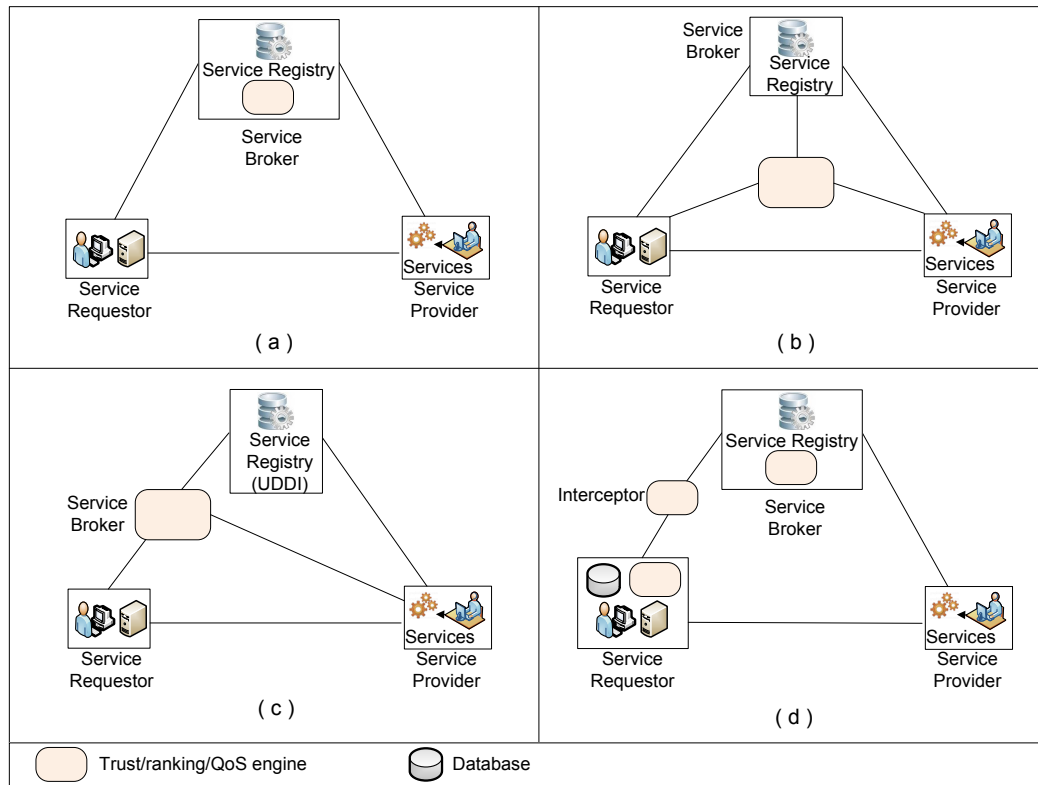 Service Registry
Service
Broker
Service
Requestor
Services
Service
Provider
( a )
Service
Broker
Service
Registry
Service
Requestor
Services
Service
Provider
( b )
Service
Registry
(UDDI)
Service
Broker
Service
Requestor
Services
Service
Provider
( c )
Service Registry
Interceptor
Service
Broker
Service
Requestor
Services
Service
Provider
( d )
Trust/ranking/QoS engine
Database